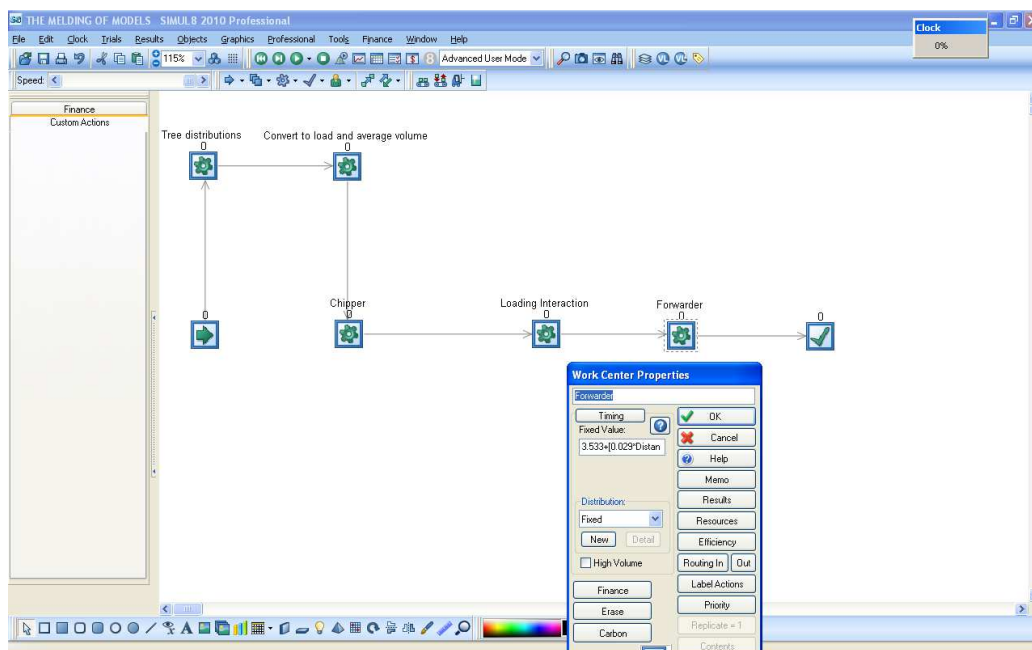 THE MELDING OF MODELS SIMUL8 2010 Professional
Clock
0%
File Edit Clock Trials Results Objects Graphics Professional Tools Finance Window Help
115% Advanced User Mode
Speed:
Finance
Custom Actions
Tree distributions Convert to load and average volume
0 0
Chipper Loading Interaction Forwarder
0 0 0 0 0
Work Center Properties
Forwarder
Timing OK
Fixed Value:
3.533+[0.029*Distan Cancel
Help
Memo
Distribution: Results
Fixed Resources
New Detail Efficiency
High Volume Routing In Out
Finance Label Actions
Erase Priority
Carbon Replicate = 1
Contents